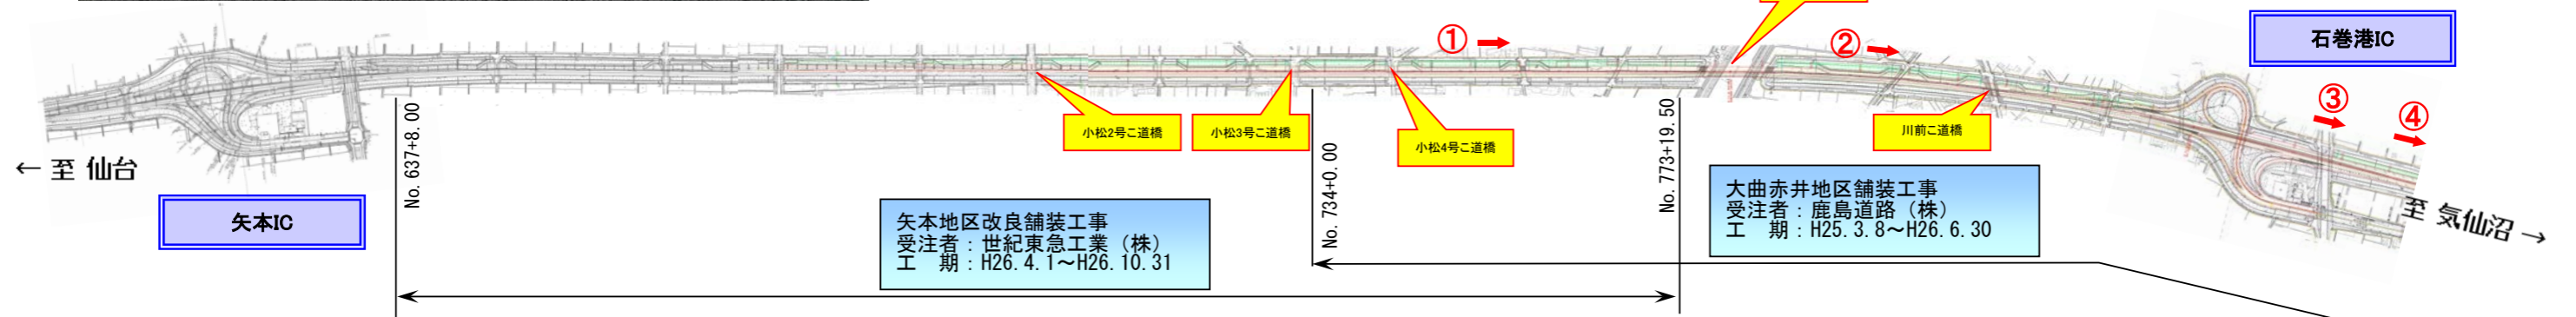 石巻港IC
①
②
③
④
小松2号こ道橋
小松3号こ道橋
小松4号こ道橋
川前こ道橋
← 至 仙台
矢本IC
No. 637+8.00
No. 734+0.00
No. 773+19.50
矢本地区改良舗装工事
受注者：世紀東急工業（株）
工　期：H26.4.1～H26.10.31
大曲赤井地区舗装工事
受注者：鹿島道路（株）
工　期：H25.3.8～H26.6.30
至 気仙沼 →